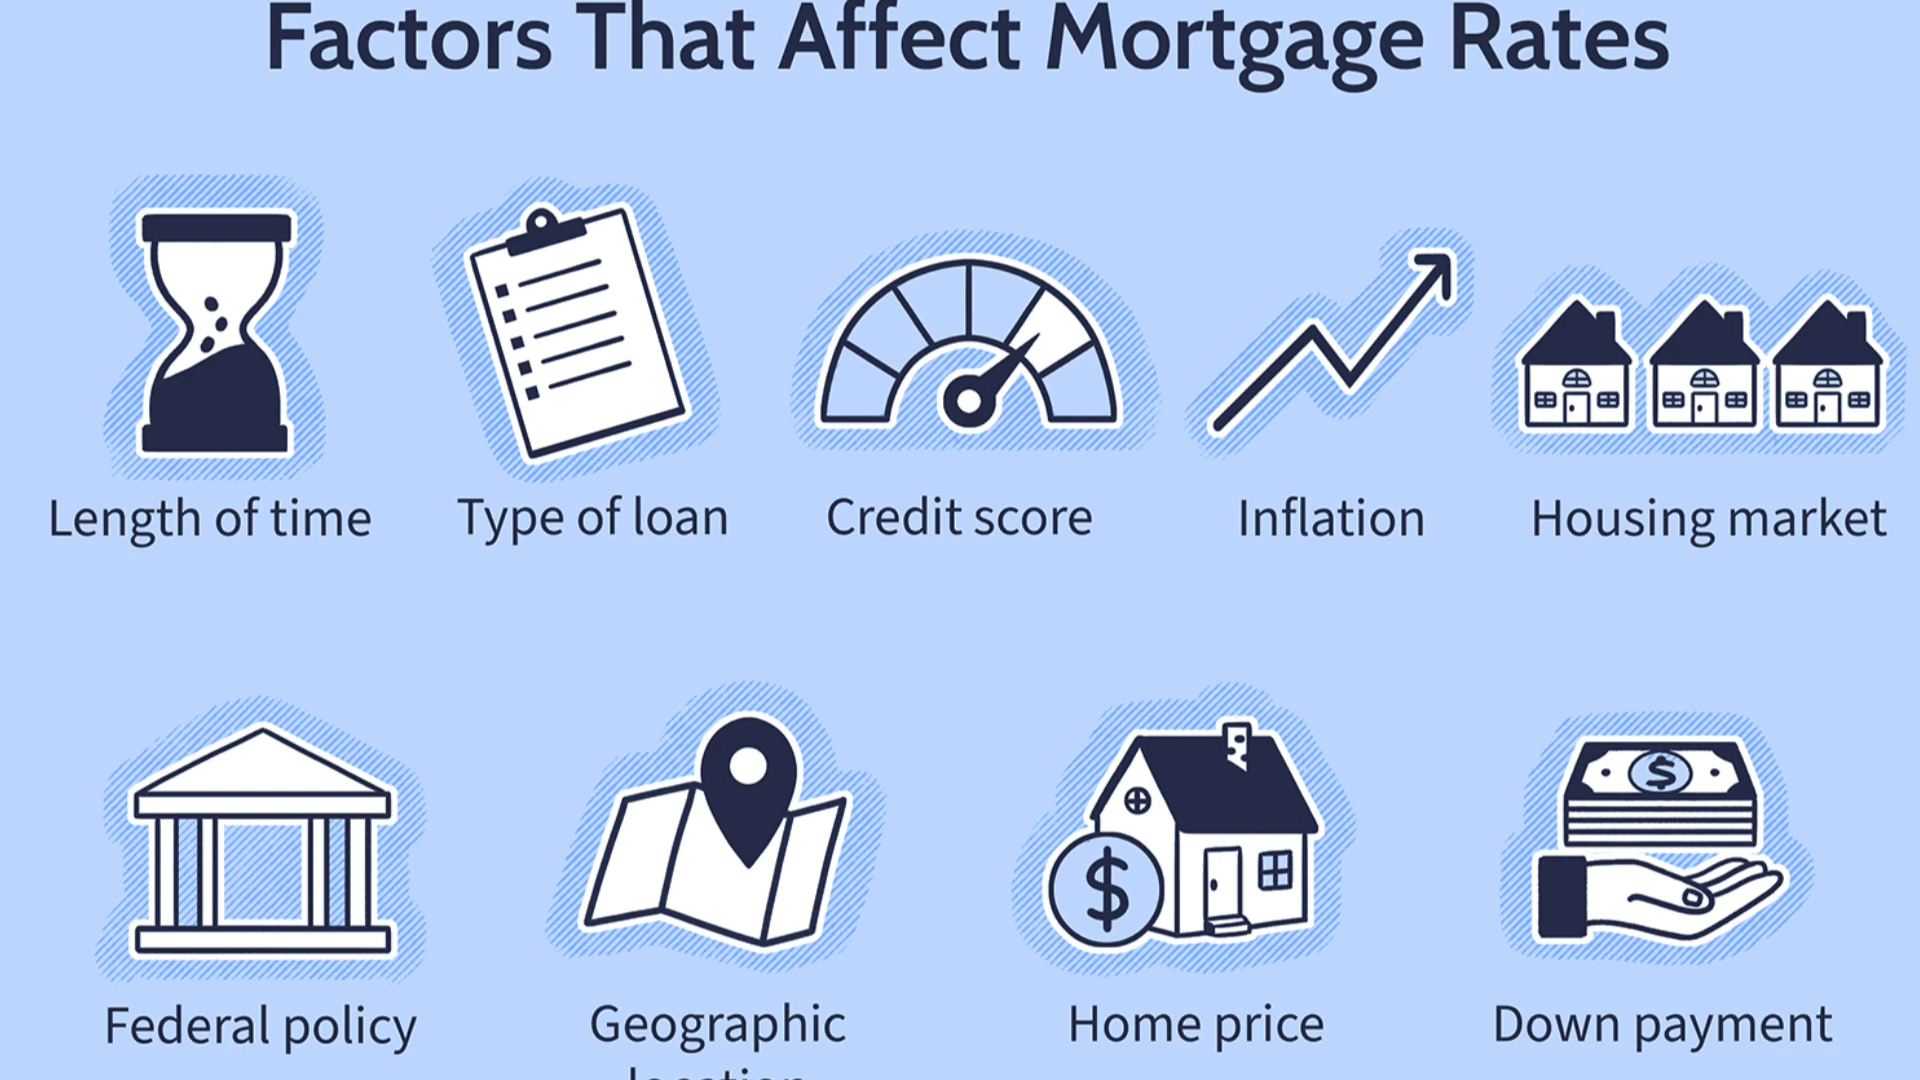 Factors That Affect Mortgage Rates
Length of time
Type of loan
Credit score
Inflation
Housing market
Federal policy
Geographic
location
Home price
Down payment
$
$